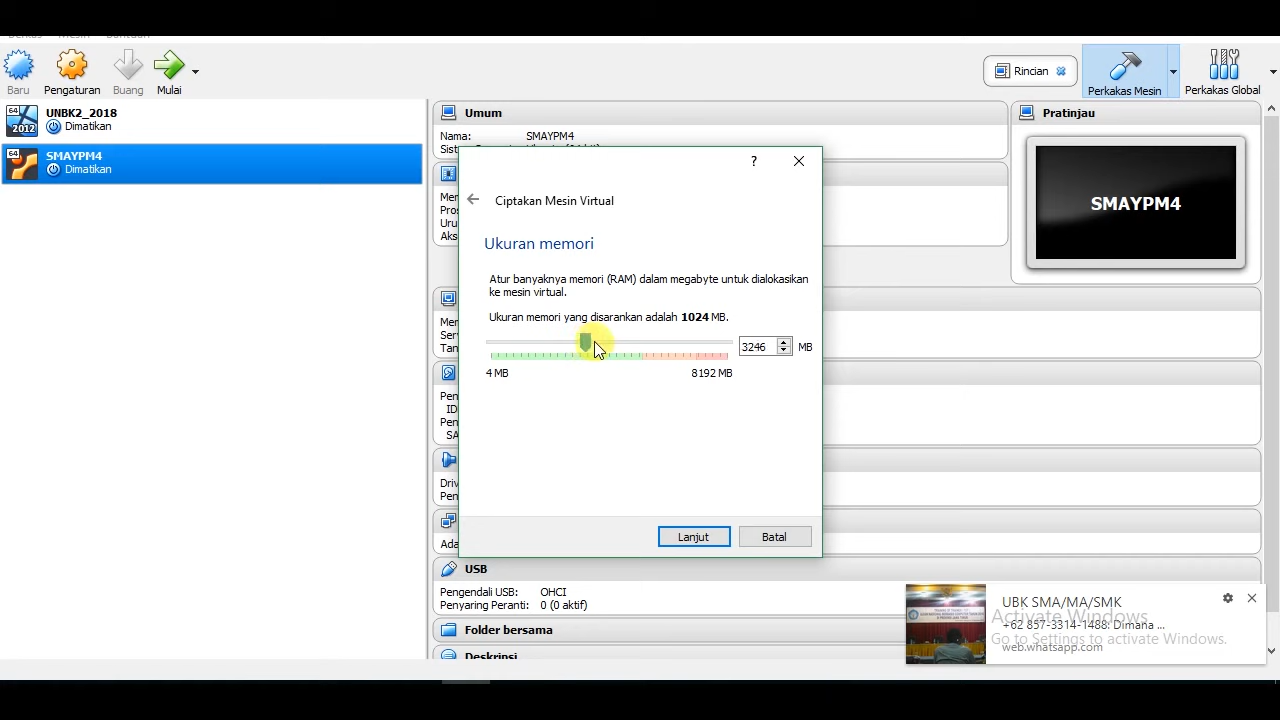 Baru
Pengaturan
Buang
Mulai
Rincian
Perkakas Mesin
Perkakas Global
64
2012
UNBK2_2018
Dimatikan
64
SMAYPM4
Dimatikan
Umum
Nama:
SMAYPM4
Pratinjau
SMAYPM4
?
Ciptakan Mesin Virtual
Ukuran memori
Atur banyaknya memori (RAM) dalam megabyte untuk dialokasikan
ke mesin virtual.
Ukuran memori yang disarankan adalah 1024 MB.
3246
MB
4 MB
8192 MB
Lanjut
Batal
Mer
Pros
Uru
Aks
Mer
Ser
Tan
Pen
ID
Pen
SA
Driv
Pen
Ada
USB
Pengendali USB:
OHCI
Penyaring Peranti:
0 (0 aktif)
Folder bersama
Deskripsi
UBK SMA/MA/SMK
+62 857-3314-1488: Dimana ...
web.whatsapp.com
Activate Windows
Go to Settings to activate Windows.